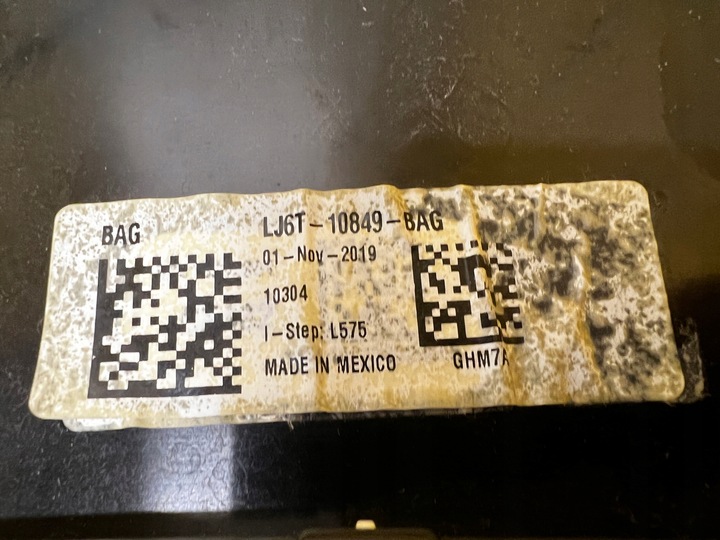 BAG
LJ6T-10849-BAG
01-Nov-2019
10304
I-Step: L575
MADE IN MEXICO
GHM7A